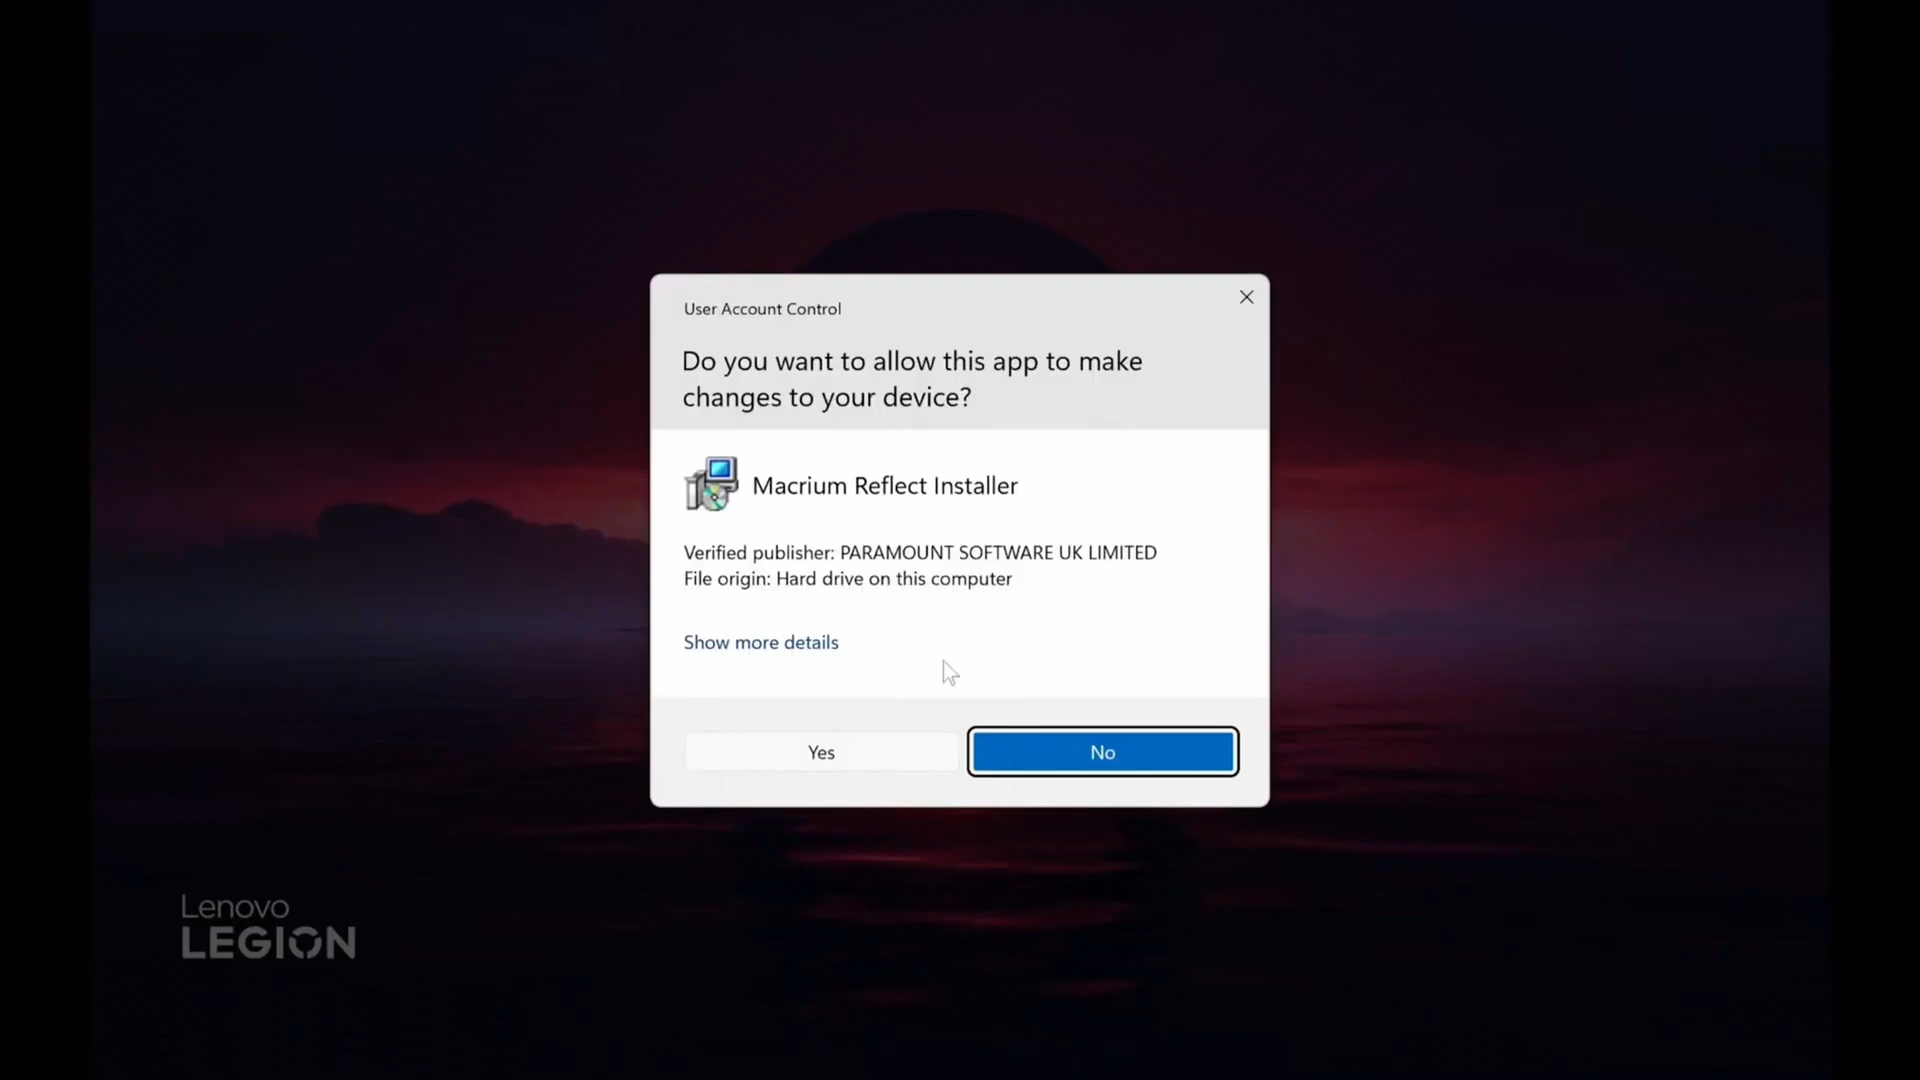 User Account Control
Do you want to allow this app to make
changes to your device?
Macrium Reflect Installer
Verified publisher: PARAMOUNT SOFTWARE UK LIMITED
File origin: Hard drive on this computer
Show more details
Yes
No
Lenovo
LEGION